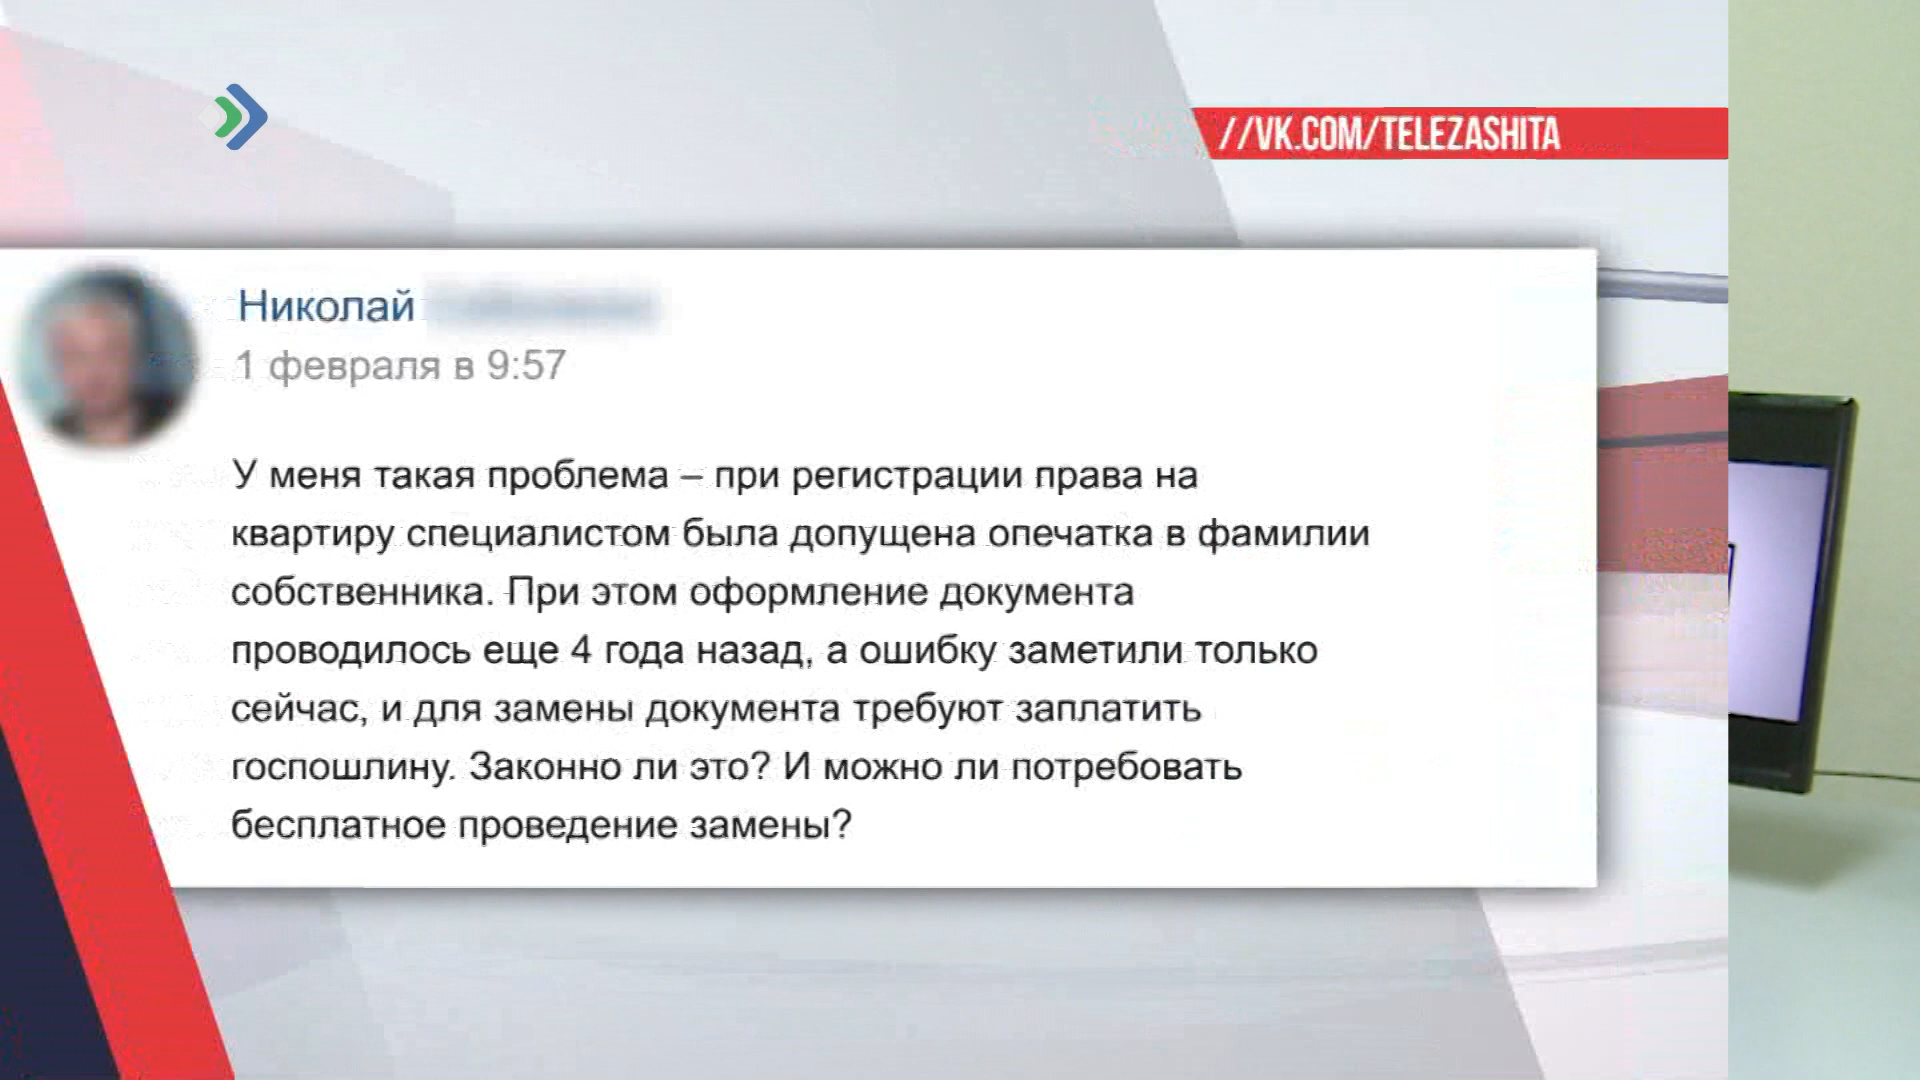 //VK.COM/TELEZASHITA
Николай
1 февраля в 9:57
У меня такая проблема – при регистрации права на
квартиру специалистом была допущена опечатка в фамилии
собственника. При этом оформление документа
проводилось еще 4 года назад, а ошибку заметили только
сейчас, и для замены документа требуют заплатить
госпошлину. Законно ли это? И можно ли потребовать
бесплатное проведение замены?